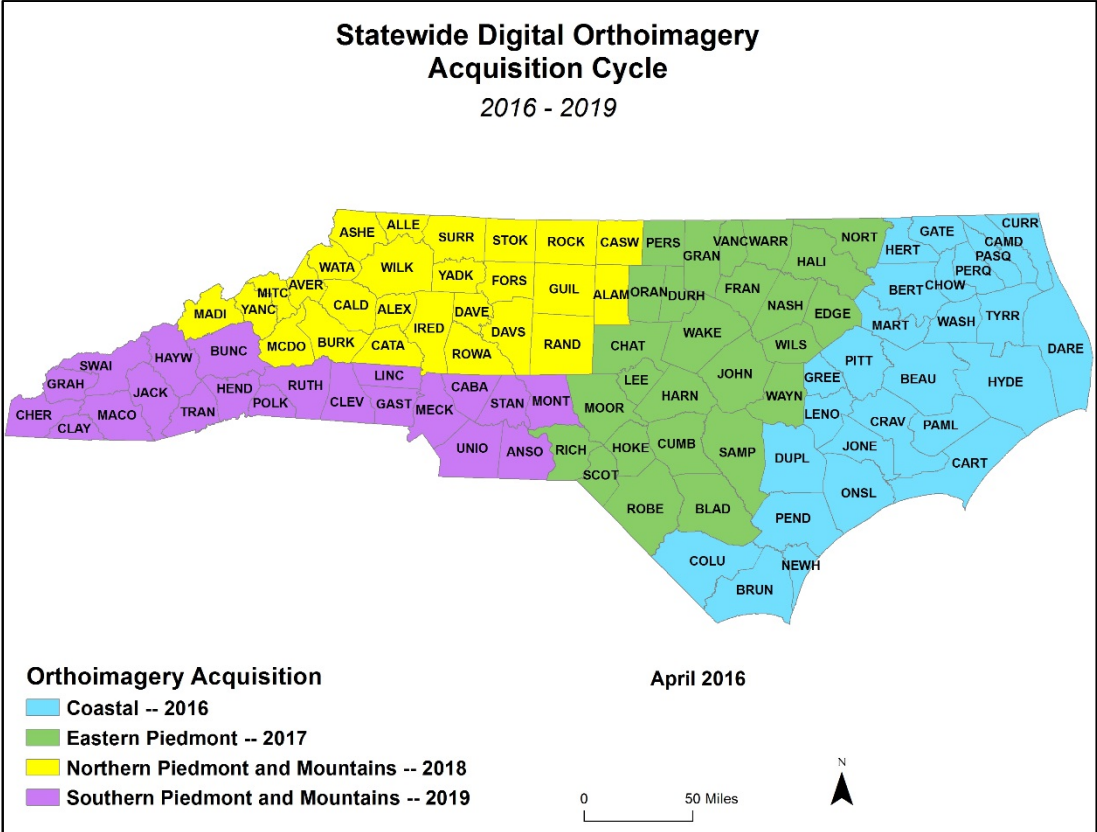 Statewide Digital Orthoimagery
Acquisition Cycle
2016 - 2019
ALLE
CURR
ASHE
SURR
STOK
ROCK
CASW
PERS
VANC
WARR
NORT
GATE
HERT
CAMD
GRAN
PASQ
WATA
WILK
YADK
FORS
HALI
PERQ
MITC
AVER
GUIL
ALAM
ORAN
DURH
FRAN
BERT
CHOW
MADI
YANC
CALD
ALEX
IRED
DAVE
NASH
EDGE
TYRR
WASH
MART
DAVS
WAKE
MCDO
BURK
CATA
ROWA
RAND
CHAT
WILS
DARE
HAYW
BUNC
PITT
SWAI
LINC
LEE
JOHN
GREE
BEAU
HYDE
GRAH
JACK
HEND
RUTH
CABA
HARN
WAYN
CHER
MACO
TRAN
POLK
CLEV
GAST
MECK
STAN
MONT
MOOR
LENO
CRAV
PAML
CLAY
UNIO
ANSO
RICH
HOKE
CUMB
SAMP
DUPL
JONE
CART
SCOT
ONSL
ROBE
BLAD
PEND
COLU
NEWH
BRUN
Orthoimagery Acquisition
April 2016
Coastal -- 2016
Eastern Piedmont -- 2017
Northern Piedmont and Mountains -- 2018
Southern Piedmont and Mountains -- 2019
0 50 Miles
N